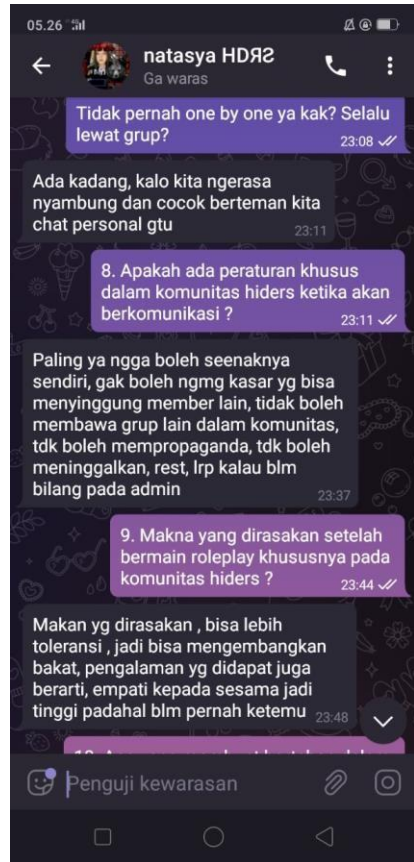 05.26
natasya HDЯS
Ga waras
Tidak pernah one by one ya kak? Selalu
lewat grup?
23:08
Ada kadang, kalo kita ngerasa
nyambung dan cocok berteman kita
chat personal gtu
23:11
8. Apakah ada peraturan khusus
dalam komunitas hiders ketika akan
berkomunikasi ?
23:11
Paling ya ngga boleh seenaknya
sendiri, gak boleh ngmg kasar yg bisa
menyinggung member lain, tidak boleh
membawa grup lain dalam komunitas,
tdk boleh mempropaganda, tdk boleh
meninggalkan, rest, lrp kalau blm
bilang pada admin
23:37
9. Makna yang dirasakan setelah
bermain roleplay khususnya pada
komunitas hiders ?
23:44
Makan yg dirasakan , bisa lebih
toleransi , jadi bisa mengembangkan
bakat, pengalaman yg didapat juga
berarti, empati kepada sesama jadi
tinggi padahal blm pernah ketemu
23:48
Penguji kewarasan